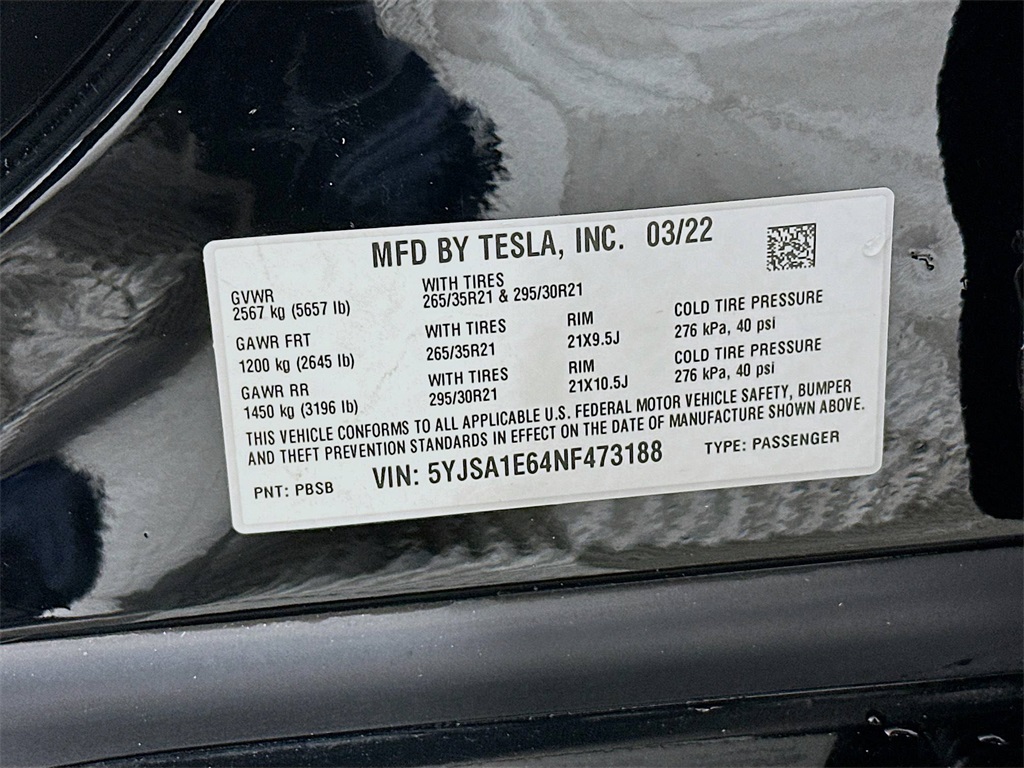 MFD BY TESLA, INC. 03/22
GVWR
2567 kg (5657 lb)
WITH TIRES
265/35R21 & 295/30R21
GAWR FRT
1200 kg (2645 lb)
WITH TIRES
265/35R21
RIM
21X9.5J
COLD TIRE PRESSURE
276 kPa, 40 psi
GAWR RR
1450 kg (3196 lb)
WITH TIRES
295/30R21
RIM
21X10.5J
COLD TIRE PRESSURE
276 kPa, 40 psi
THIS VEHICLE CONFORMS TO ALL APPLICABLE U.S. FEDERAL MOTOR VEHICLE SAFETY, BUMPER
AND THEFT PREVENTION STANDARDS IN EFFECT ON THE DATE OF MANUFACTURE SHOWN ABOVE.
PNT: PBSB VIN: 5YJSA1E64NF473188 TYPE: PASSENGER